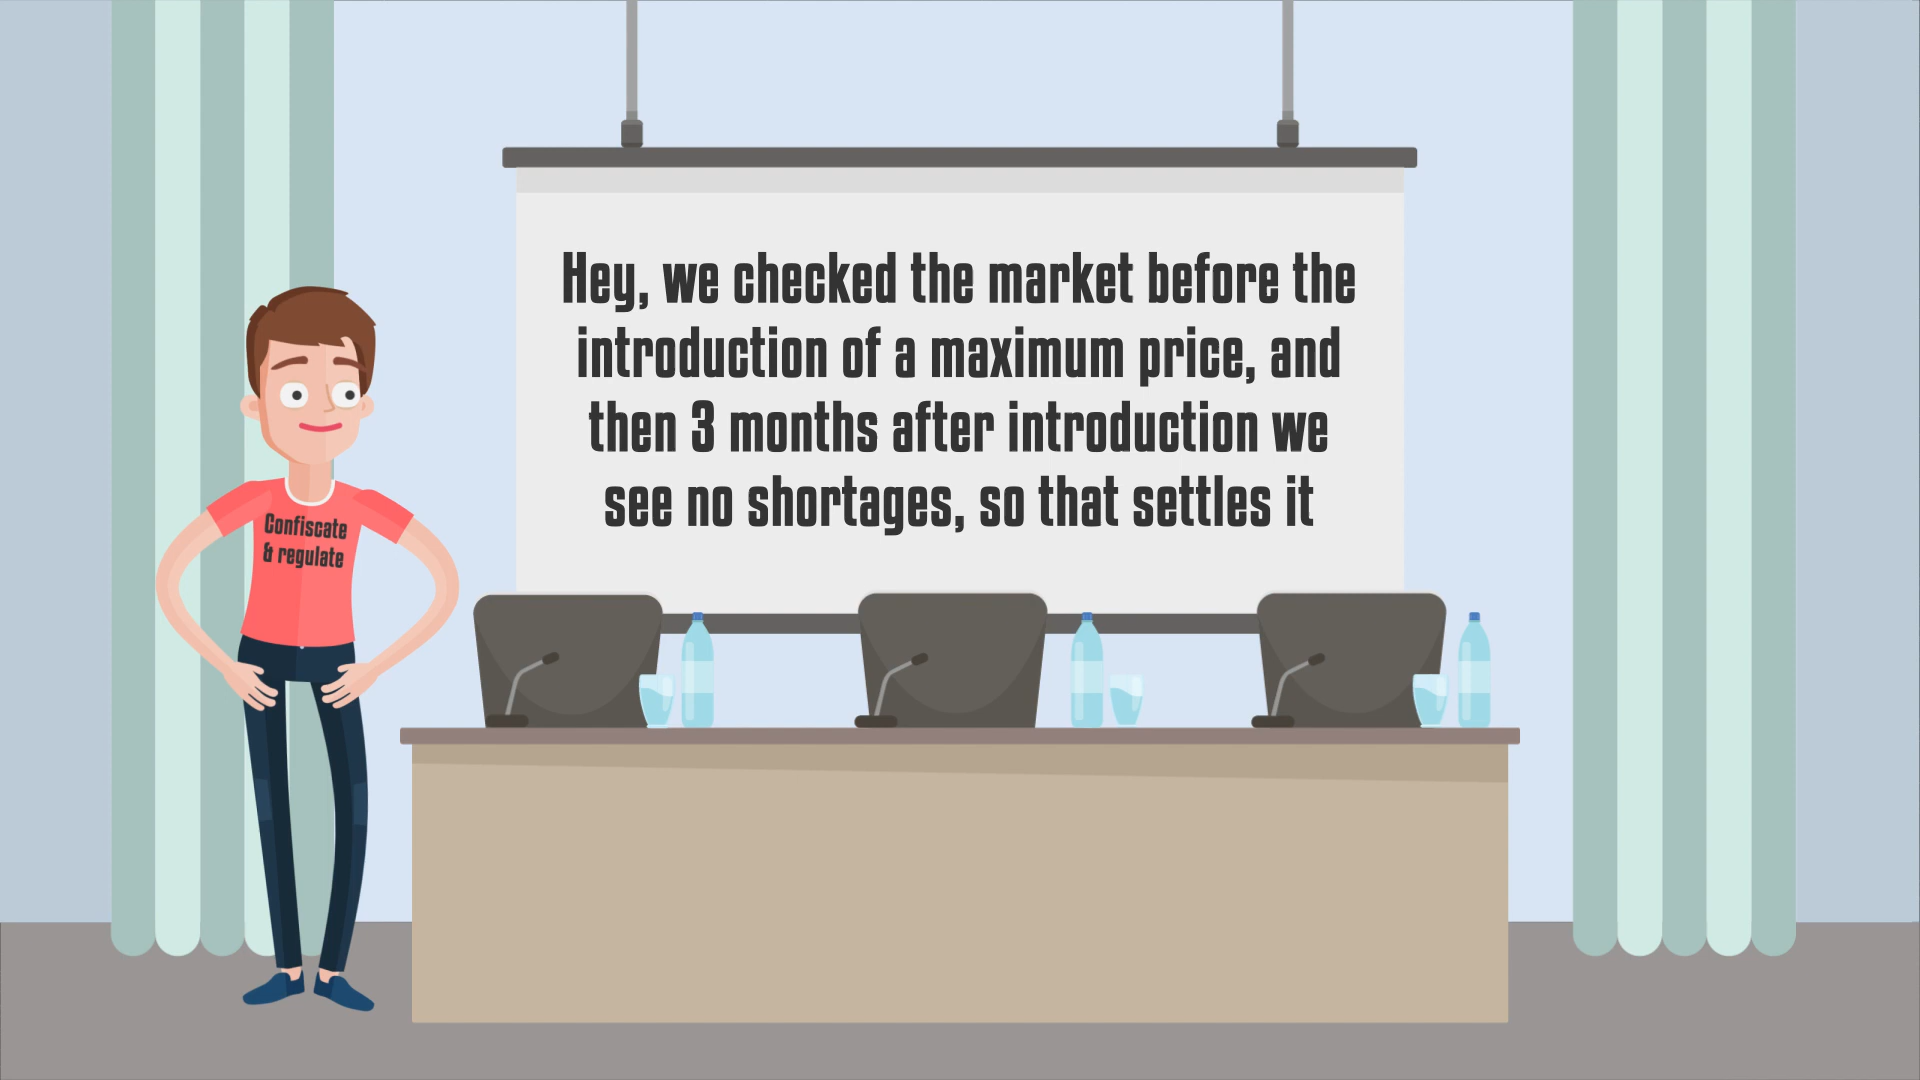 Hey, we checked the market before the
introduction of a maximum price, and
then 3 months after introduction we
see no shortages, so that settles it
Confiscate
& regulate